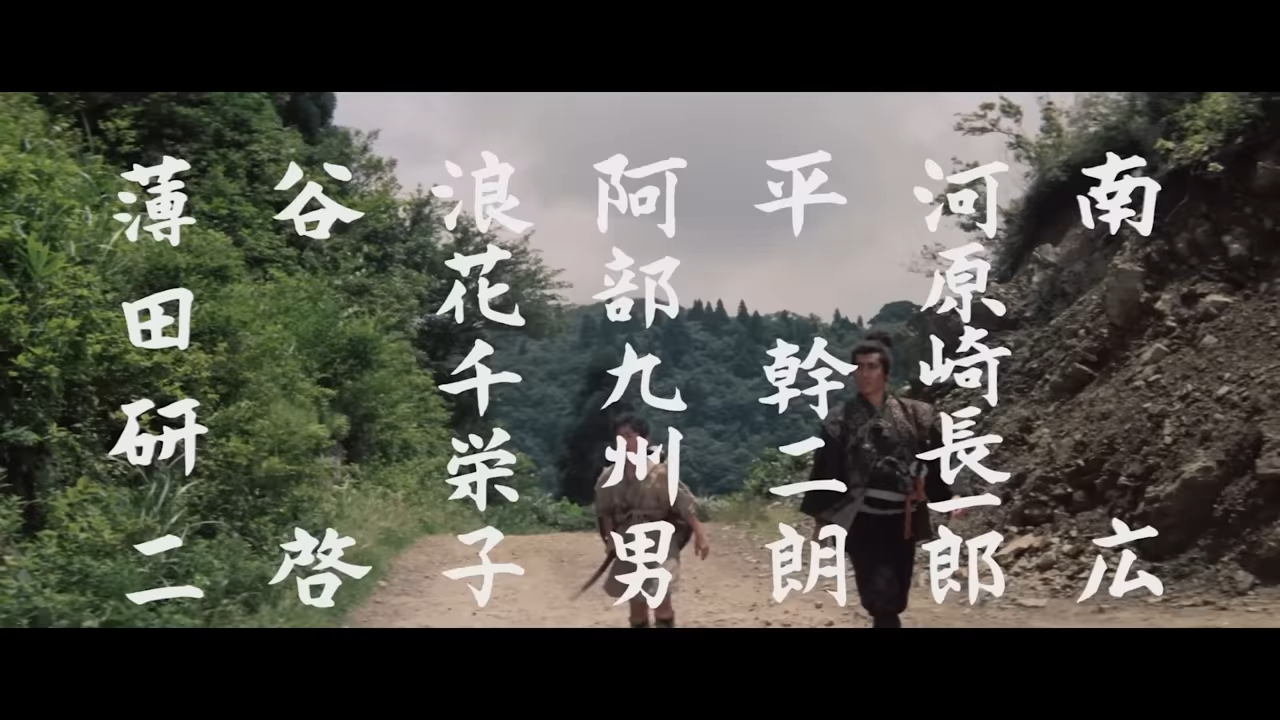 南広
河原崎長一郎
平幹二朗
阿部九州男
浪花千栄子
谷啓
薄田研二